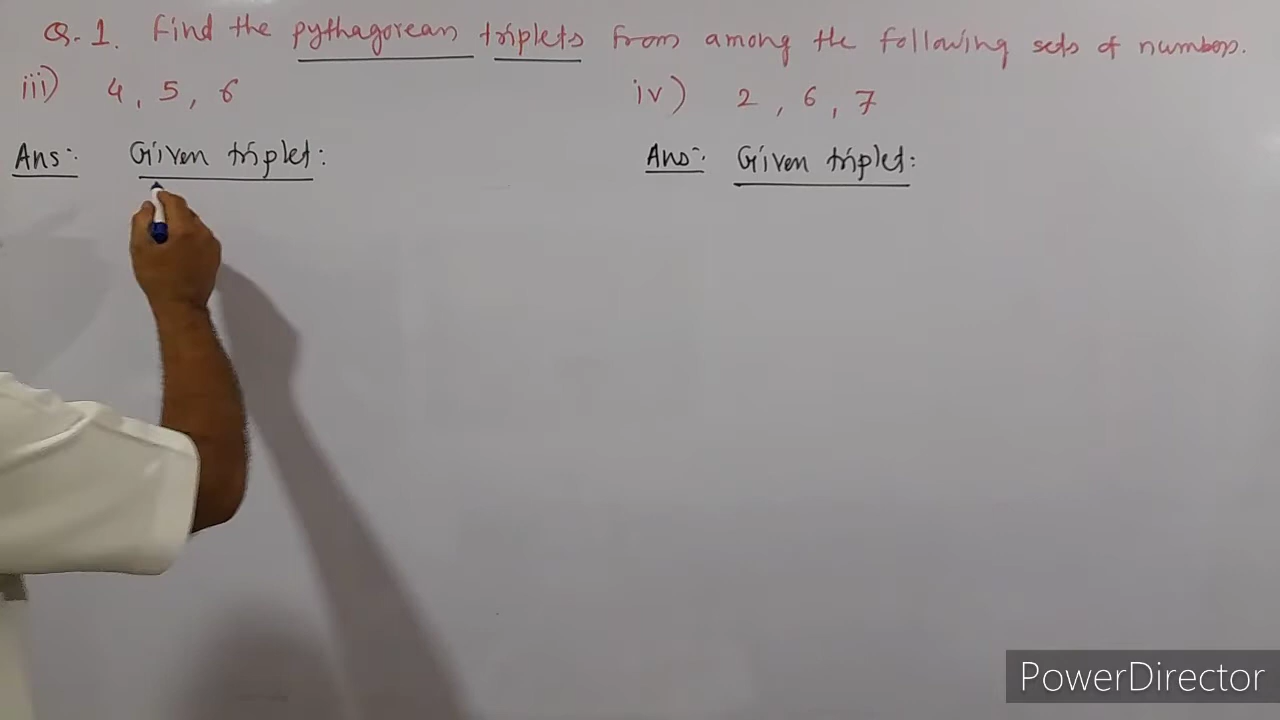 Q.1. Find the pythagorean triplets from among the following sets of numbers.
iii) 4, 5, 6
iv) 2, 6, 7
Ans:- Given triplet:
Ans:- Given triplet:
PowerDirector